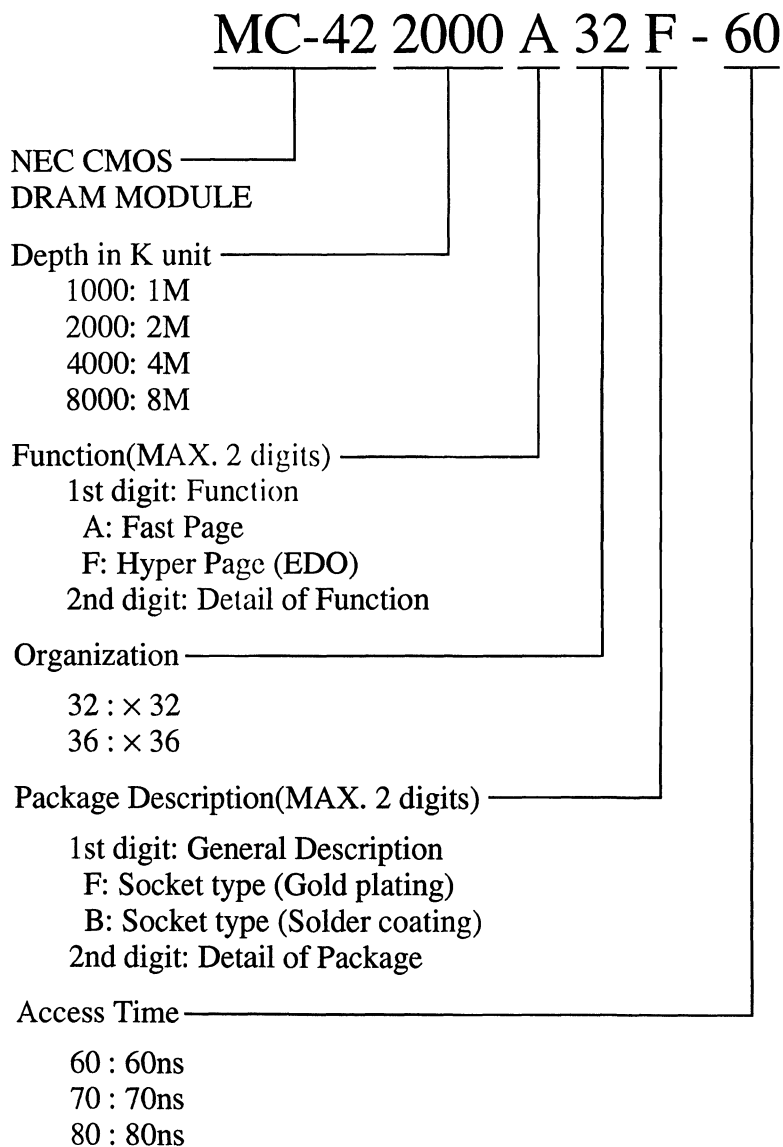 MC-42 2000 A 32 F - 60
NEC CMOS
DRAM MODULE
Depth in K unit
1000: 1M
2000: 2M
4000: 4M
8000: 8M
Function(MAX. 2 digits)
1st digit: Function
A: Fast Page
F: Hyper Page (EDO)
2nd digit: Detail of Function
Organization
32 : × 32
36 : × 36
Package Description(MAX. 2 digits)
1st digit: General Description
F: Socket type (Gold plating)
B: Socket type (Solder coating)
2nd digit: Detail of Package
Access Time
60 : 60ns
70 : 70ns
80 : 80ns